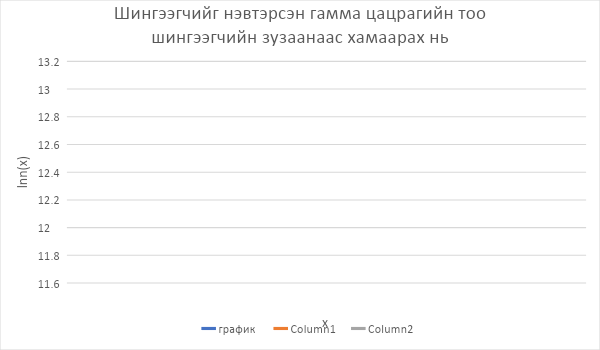 Шингээгчийг нэвтэрсэн гамма цацрагийн тоо
шингээгчийн зузаанаас хамаарах нь
13.2
13
12.8
12.6
12.4
12.2
12
11.8
11.6
lnn(x)
x
график Column1 Column2